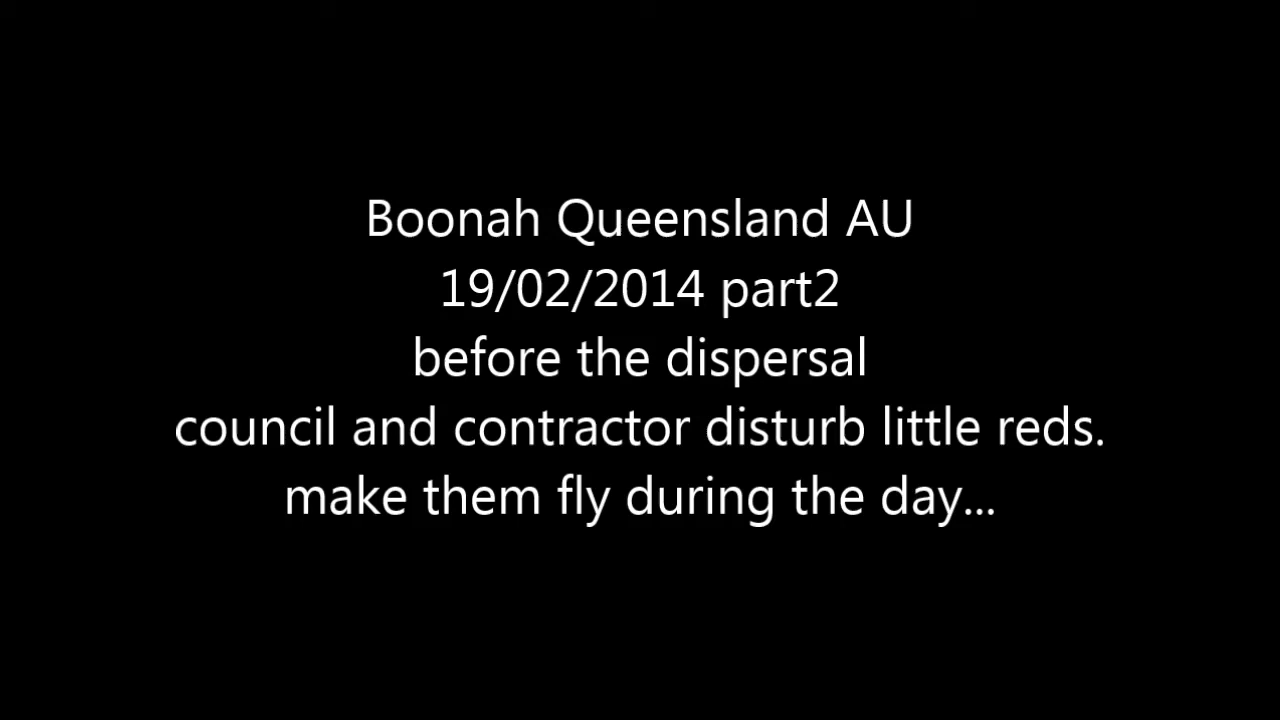 Boonah Queensland AU
19/02/2014 part2
before the dispersal
council and contractor disturb little reds.
make them fly during the day...